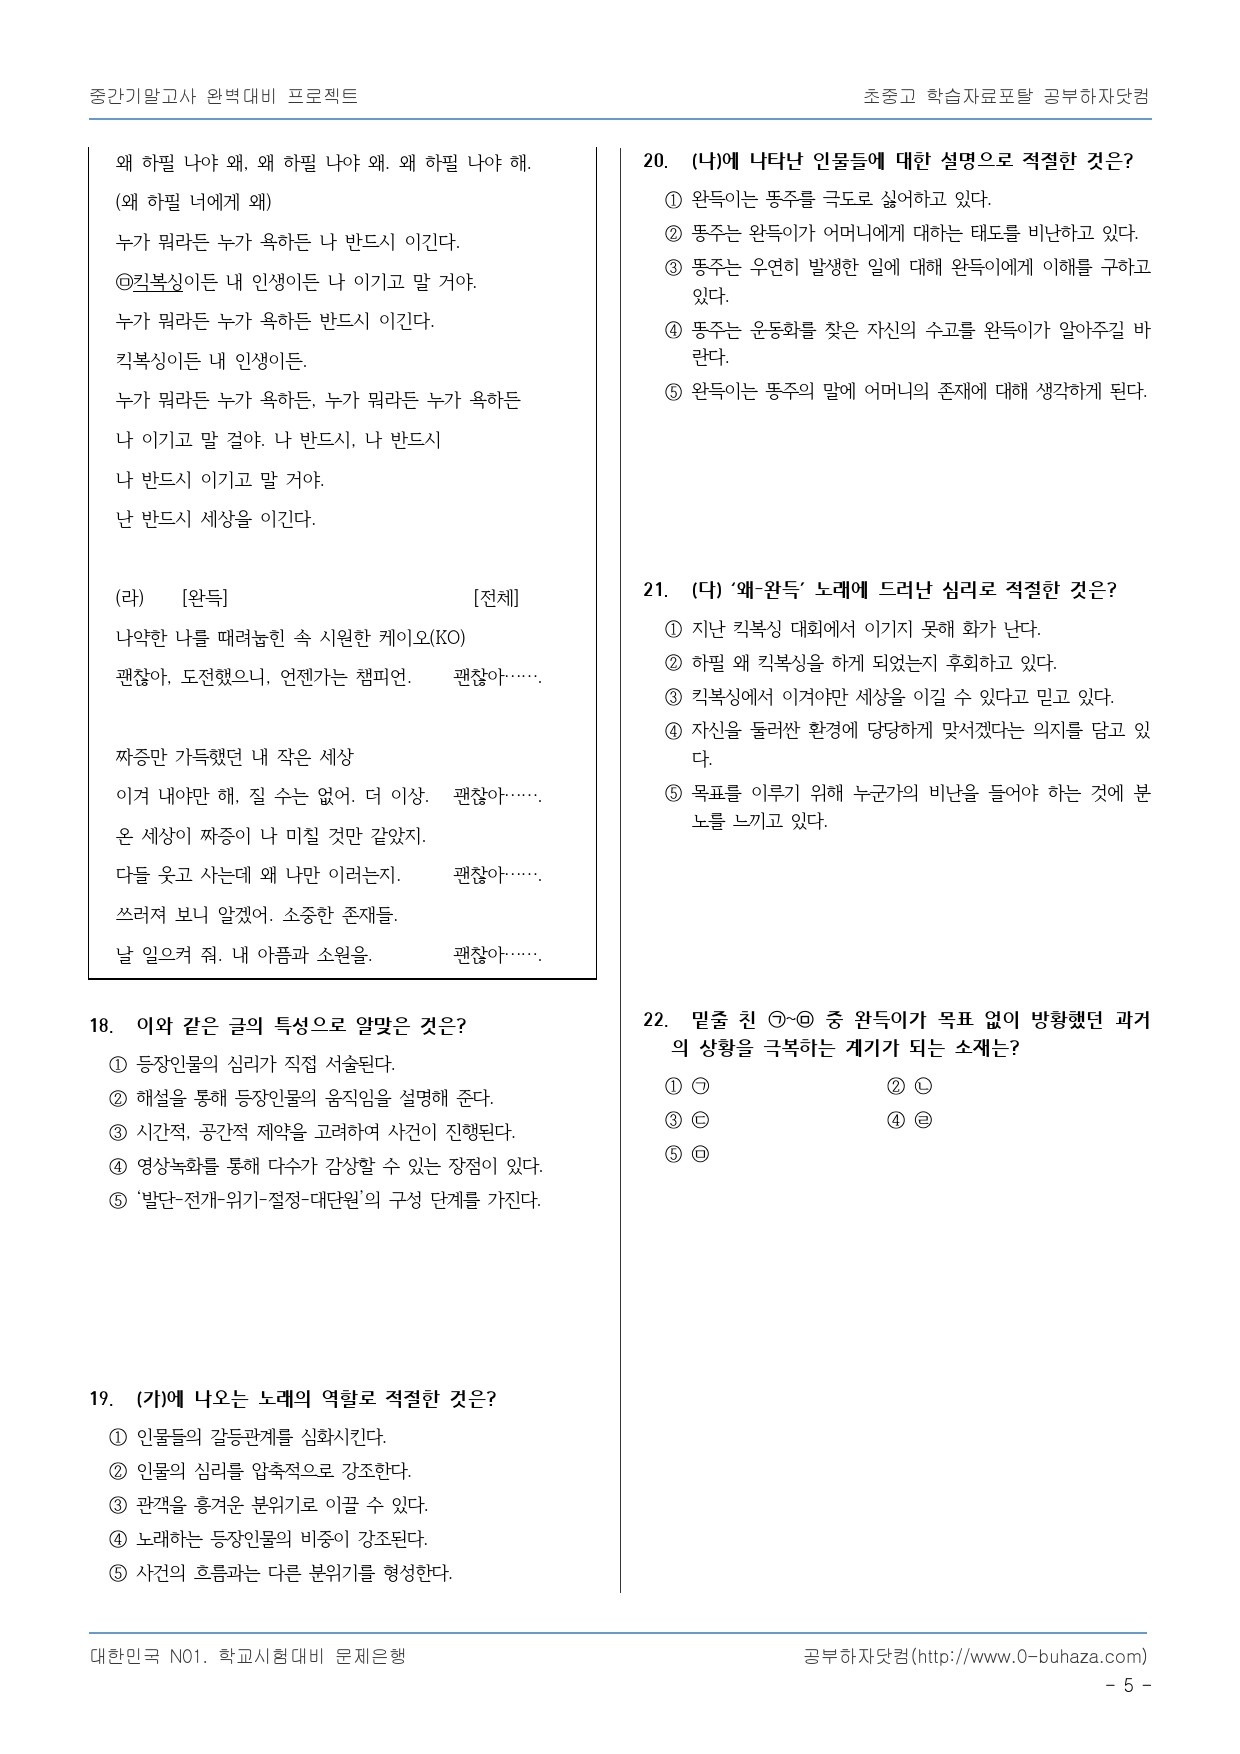 중간기말고사 완벽대비 프로젝트
초중고 학습자료포탈 공부하자닷컴
왜 하필 나야 왜, 왜 하필 나야 왜. 왜 하필 나야 해.
(왜 하필 너에게 왜)
누가 뭐라든 누가 욕하든 나 반드시 이긴다.
㉤킥복싱이든 내 인생이든 나 이기고 말 거야.
누가 뭐라든 누가 욕하든 반드시 이긴다.
킥복싱이든 내 인생이든.
누가 뭐라든 누가 욕하든, 누가 뭐라든 누가 욕하든
나 이기고 말 걸야. 나 반드시, 나 반드시
나 반드시 이기고 말 거야.
난 반드시 세상을 이긴다.
(라) [완득] [전체]
나약한 나를 때려눕힌 속 시원한 케이오(KO)
괜찮아, 도전했으니, 언젠가는 챔피언. 괜찮아…….
짜증만 가득했던 내 작은 세상
이겨 내야만 해, 질 수는 없어. 더 이상. 괜찮아…….
온 세상이 짜증이 나 미칠 것만 같았지.
다들 웃고 사는데 왜 나만 이러는지. 괜찮아…….
쓰러져 보니 알겠어. 소중한 존재들.
날 일으켜 줘. 내 아픔과 소원을. 괜찮아…….
18. 이와 같은 글의 특성으로 알맞은 것은?
① 등장인물의 심리가 직접 서술된다.
② 해설을 통해 등장인물의 움직임을 설명해 준다.
③ 시간적, 공간적 제약을 고려하여 사건이 진행된다.
④ 영상녹화를 통해 다수가 감상할 수 있는 장점이 있다.
⑤ ‘발단-전개-위기-절정-대단원’의 구성 단계를 가진다.
19. (가)에 나오는 노래의 역할로 적절한 것은?
① 인물들의 갈등관계를 심화시킨다.
② 인물의 심리를 압축적으로 강조한다.
③ 관객을 흥겨운 분위기로 이끌 수 있다.
④ 노래하는 등장인물의 비중이 강조된다.
⑤ 사건의 흐름과는 다른 분위기를 형성한다.
20. (나)에 나타난 인물들에 대한 설명으로 적절한 것은?
① 완득이는 똥주를 극도로 싫어하고 있다.
② 똥주는 완득이가 어머니에게 대하는 태도를 비난하고 있다.
③ 똥주는 우연히 발생한 일에 대해 완득이에게 이해를 구하고
있다.
④ 똥주는 운동화를 찾은 자신의 수고를 완득이가 알아주길 바
란다.
⑤ 완득이는 똥주의 말에 어머니의 존재에 대해 생각하게 된다.
21. (다) ‘왜-완득’ 노래에 드러난 심리로 적절한 것은?
① 지난 킥복싱 대회에서 이기지 못해 화가 난다.
② 하필 왜 킥복싱을 하게 되었는지 후회하고 있다.
③ 킥복싱에서 이겨야만 세상을 이길 수 있다고 믿고 있다.
④ 자신을 둘러싼 환경에 당당하게 맞서겠다는 의지를 담고 있
다.
⑤ 목표를 이루기 위해 누군가의 비난을 들어야 하는 것에 분
노를 느끼고 있다.
22. 밑줄 친 ㉠~㉤ 중 완득이가 목표 없이 방황했던 과거
의 상황을 극복하는 계기가 되는 소재는?
① ㉠ ② ㉡
③ ㉢ ④ ㉣
⑤ ㉤
대한민국 N01. 학교시험대비 문제은행
공부하자닷컴(http://www.0-buhaza.com)
- 5 -